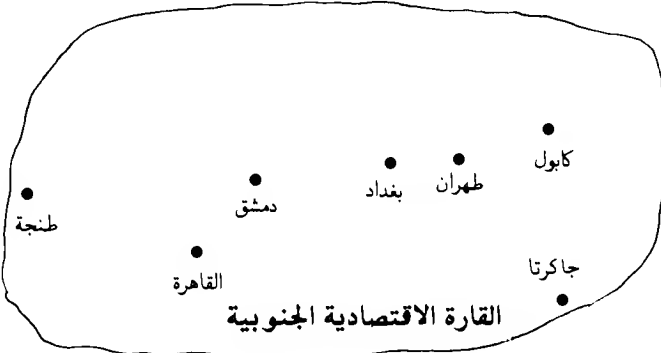 كابول
طهران
بغداد
دمشق
طنجة
القاهرة
جاكرتا
القارة الاقتصادية الجنوبية